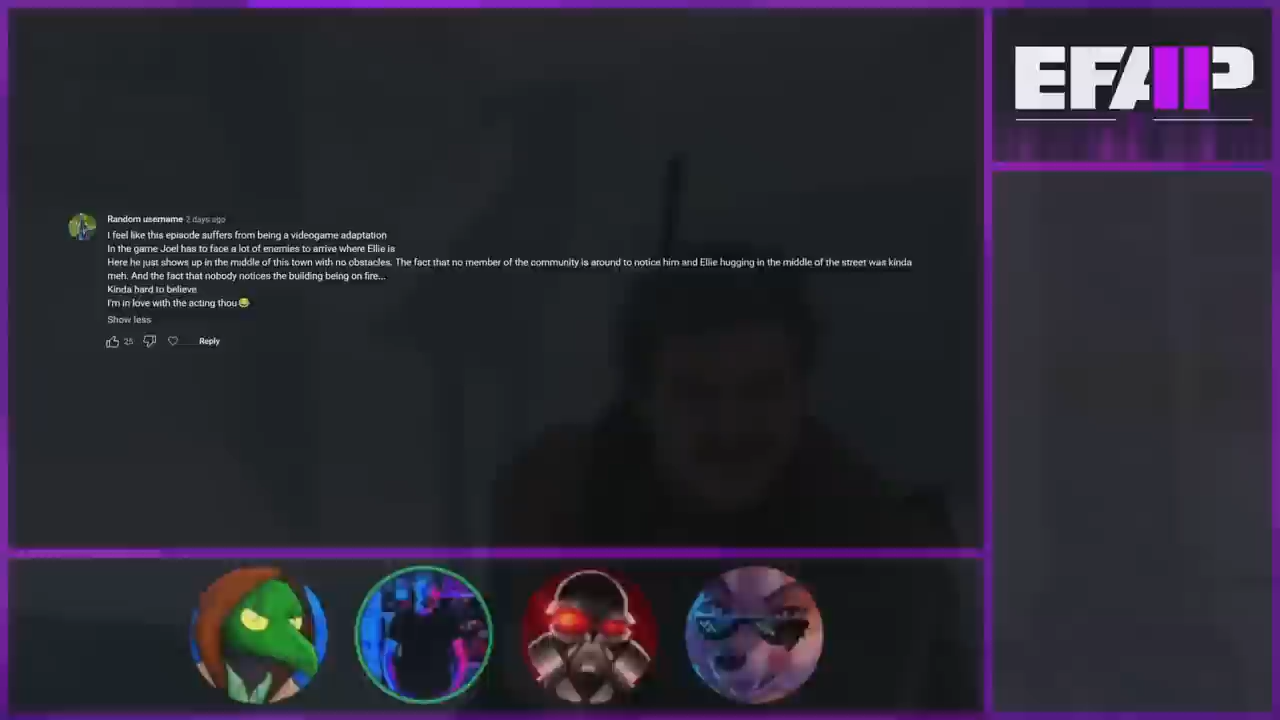 EFAP
Random username 2 days ago
I feel like this episode suffers from being a videogame adaptation
In the game Joel has to face a lot of enemies to arrive where Ellie is
Here he just shows up in the middle of this town with no obstacles. The fact that no member of the community is around to notice him and Ellie hugging in the middle of the street was kinda
meh. And the fact that nobody notices the building being on fire...
Kinda hard to believe
I'm in love with the acting thou😂
Show less
25 Reply